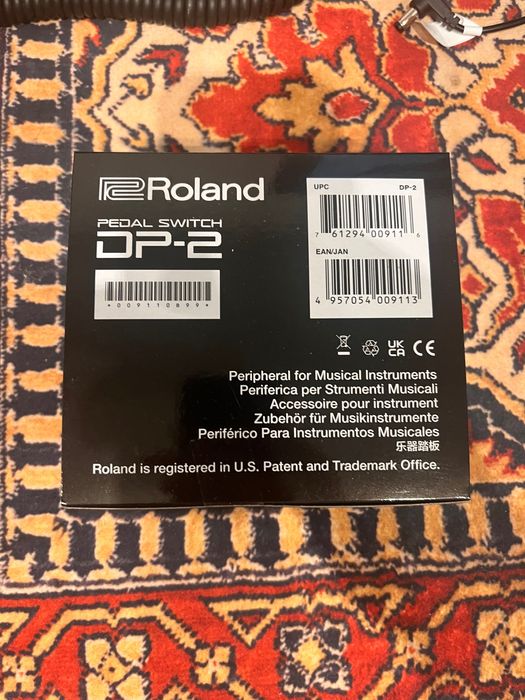 Roland
PEDAL SWITCH
DP-2
+009110899+
UPC DP-2
7 61294 00911 6
EAN/JAN
4 957054 009113
UK
CA CE
Peripheral for Musical Instruments
Periferica per Strumenti Musicali
Accessoire pour instrument
Zubehör für Musikinstrumente
Periférico Para Instrumentos Musicales
乐器踏板
Roland is registered in U.S. Patent and Trademark Office.